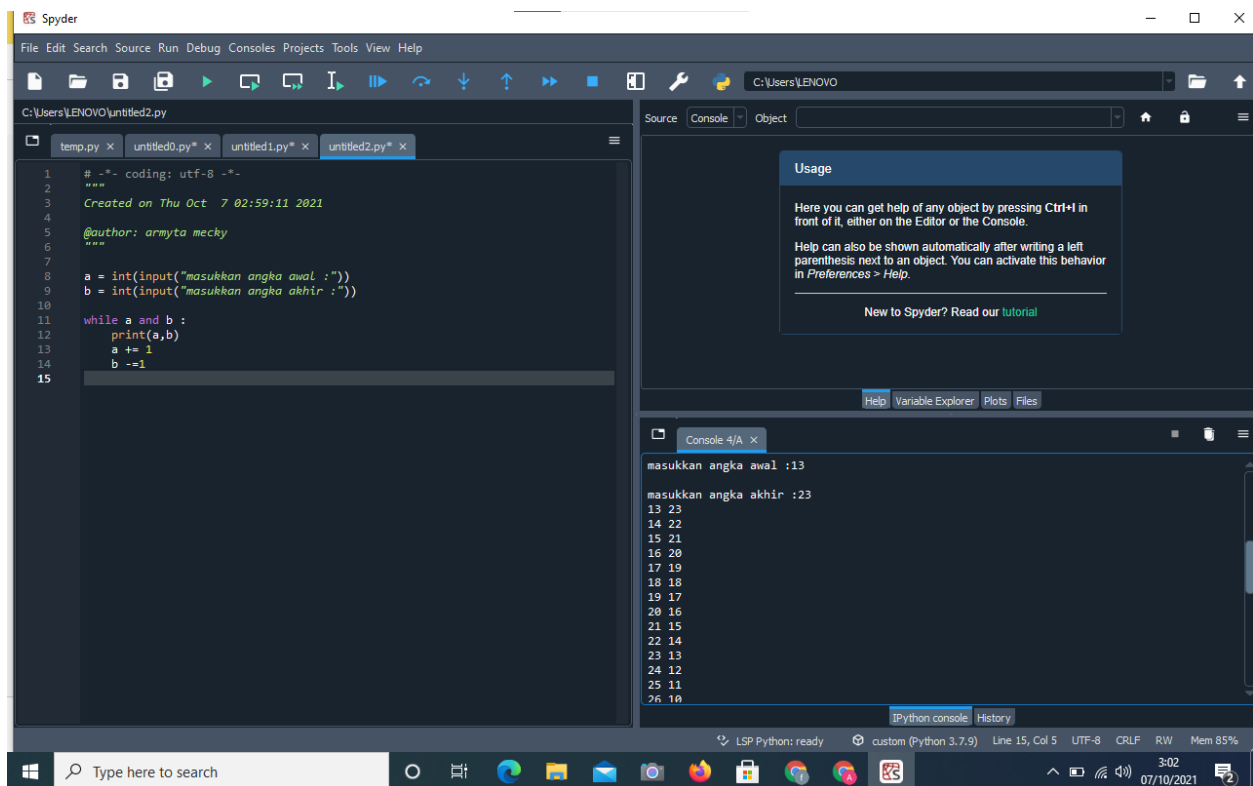 Spyder
File Edit Search Source Run Debug Consoles Projects Tools View Help
C:\Users\LENOVO
C:\Users\LENOVO\untitled2.py
temp.py × untitled0.py* × untitled1.py* × untitled2.py* ×
1 # -*- coding: utf-8 -*-
2 """
3 Created on Thu Oct  7 02:59:11 2021
4
5 @author: armyta mecky
6 """
7
8 a = int(input("masukkan angka awal :"))
9 b = int(input("masukkan angka akhir :"))
10
11 while a and b :
12     print(a,b)
13     a += 1
14     b -=1
15
Source Console Object
Usage
Here you can get help of any object by pressing Ctrl+I in
front of it, either on the Editor or the Console.
Help can also be shown automatically after writing a left
parenthesis next to an object. You can activate this behavior
in Preferences > Help.
New to Spyder? Read our tutorial
Help Variable Explorer Plots Files
Console 4/A ×
masukkan angka awal :13
masukkan angka akhir :23
13 23
14 22
15 21
16 20
17 19
18 18
19 17
20 16
21 15
22 14
23 13
24 12
25 11
26 10
IPython console History
LSP Python: ready custom (Python 3.7.9) Line 15, Col 5 UTF-8 CRLF RW Mem 85%
Type here to search
3:02
07/10/2021
2